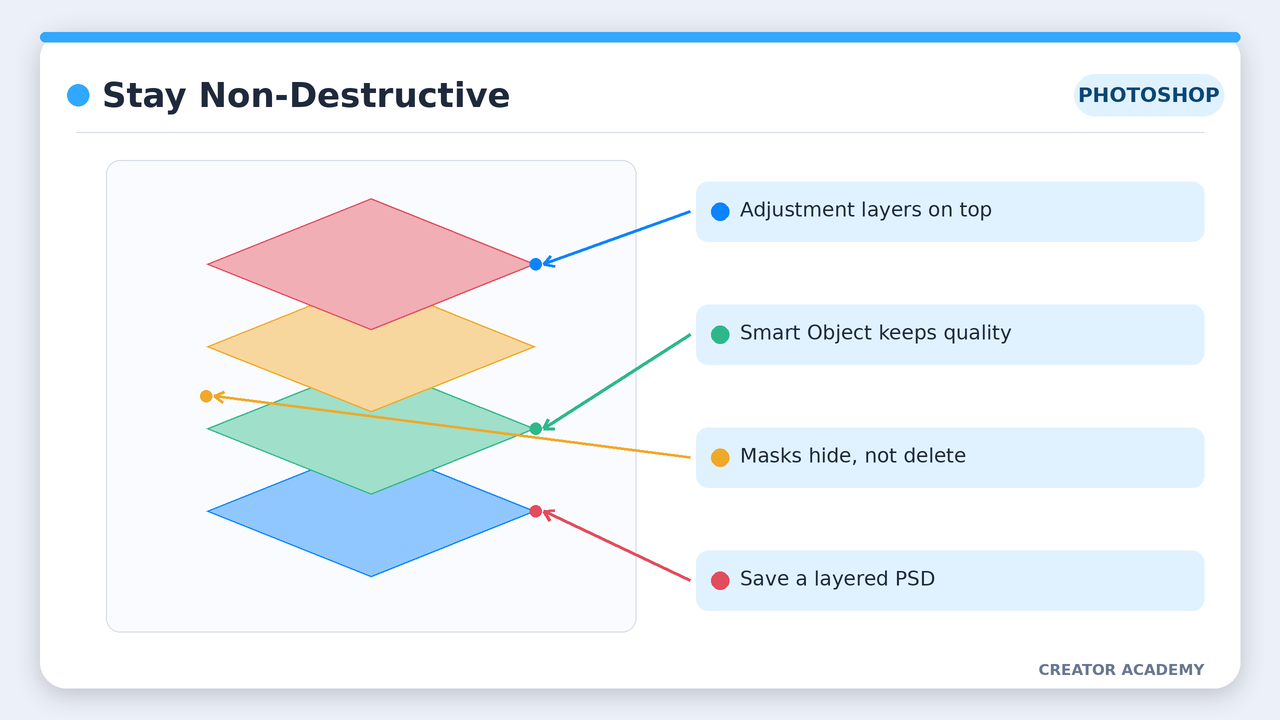 Stay Non-Destructive
PHOTOSHOP
Adjustment layers on top
Smart Object keeps quality
Masks hide, not delete
Save a layered PSD
CREATOR ACADEMY